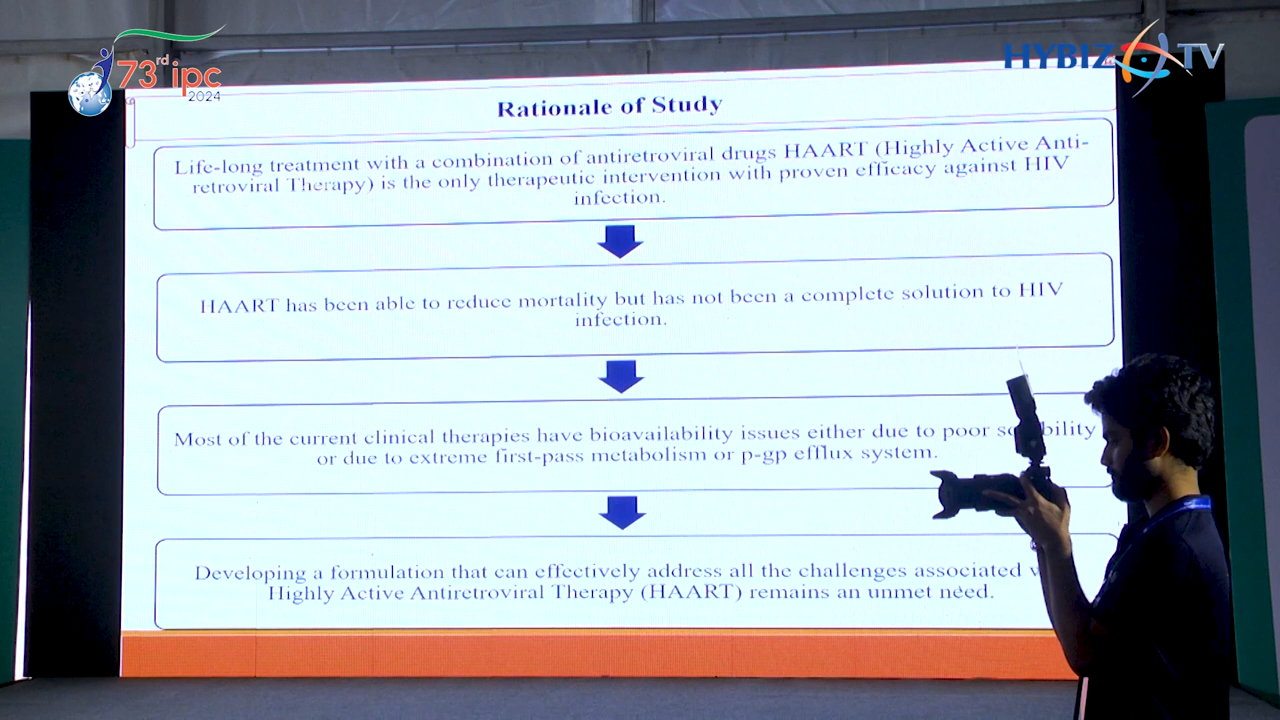 73rd ipc
2024
HYBIZ TV
Rationale of Study
Life-long treatment with a combination of antiretroviral drugs HAART (Highly Active Anti-
retroviral Therapy) is the only therapeutic intervention with proven efficacy against HIV
infection.
HAART has been able to reduce mortality but has not been a complete solution to HIV
infection.
Most of the current clinical therapies have bioavailability issues either due to poor
or due to extreme first-pass metabolism or p-gp efflux system.
Developing a formulation that can effectively address all the challenges associated
Highly Active Antiretroviral Therapy (HAART) remains an unmet need.